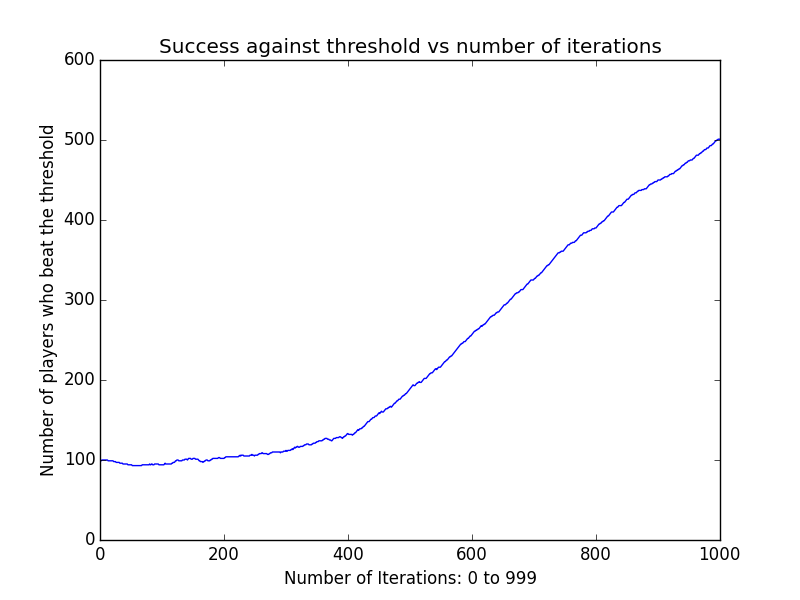 Success against threshold vs number of iterations
600
500
400
300
200
100
0
Number of players who beat the threshold
0 200 400 600 800 1000
Number of Iterations: 0 to 999